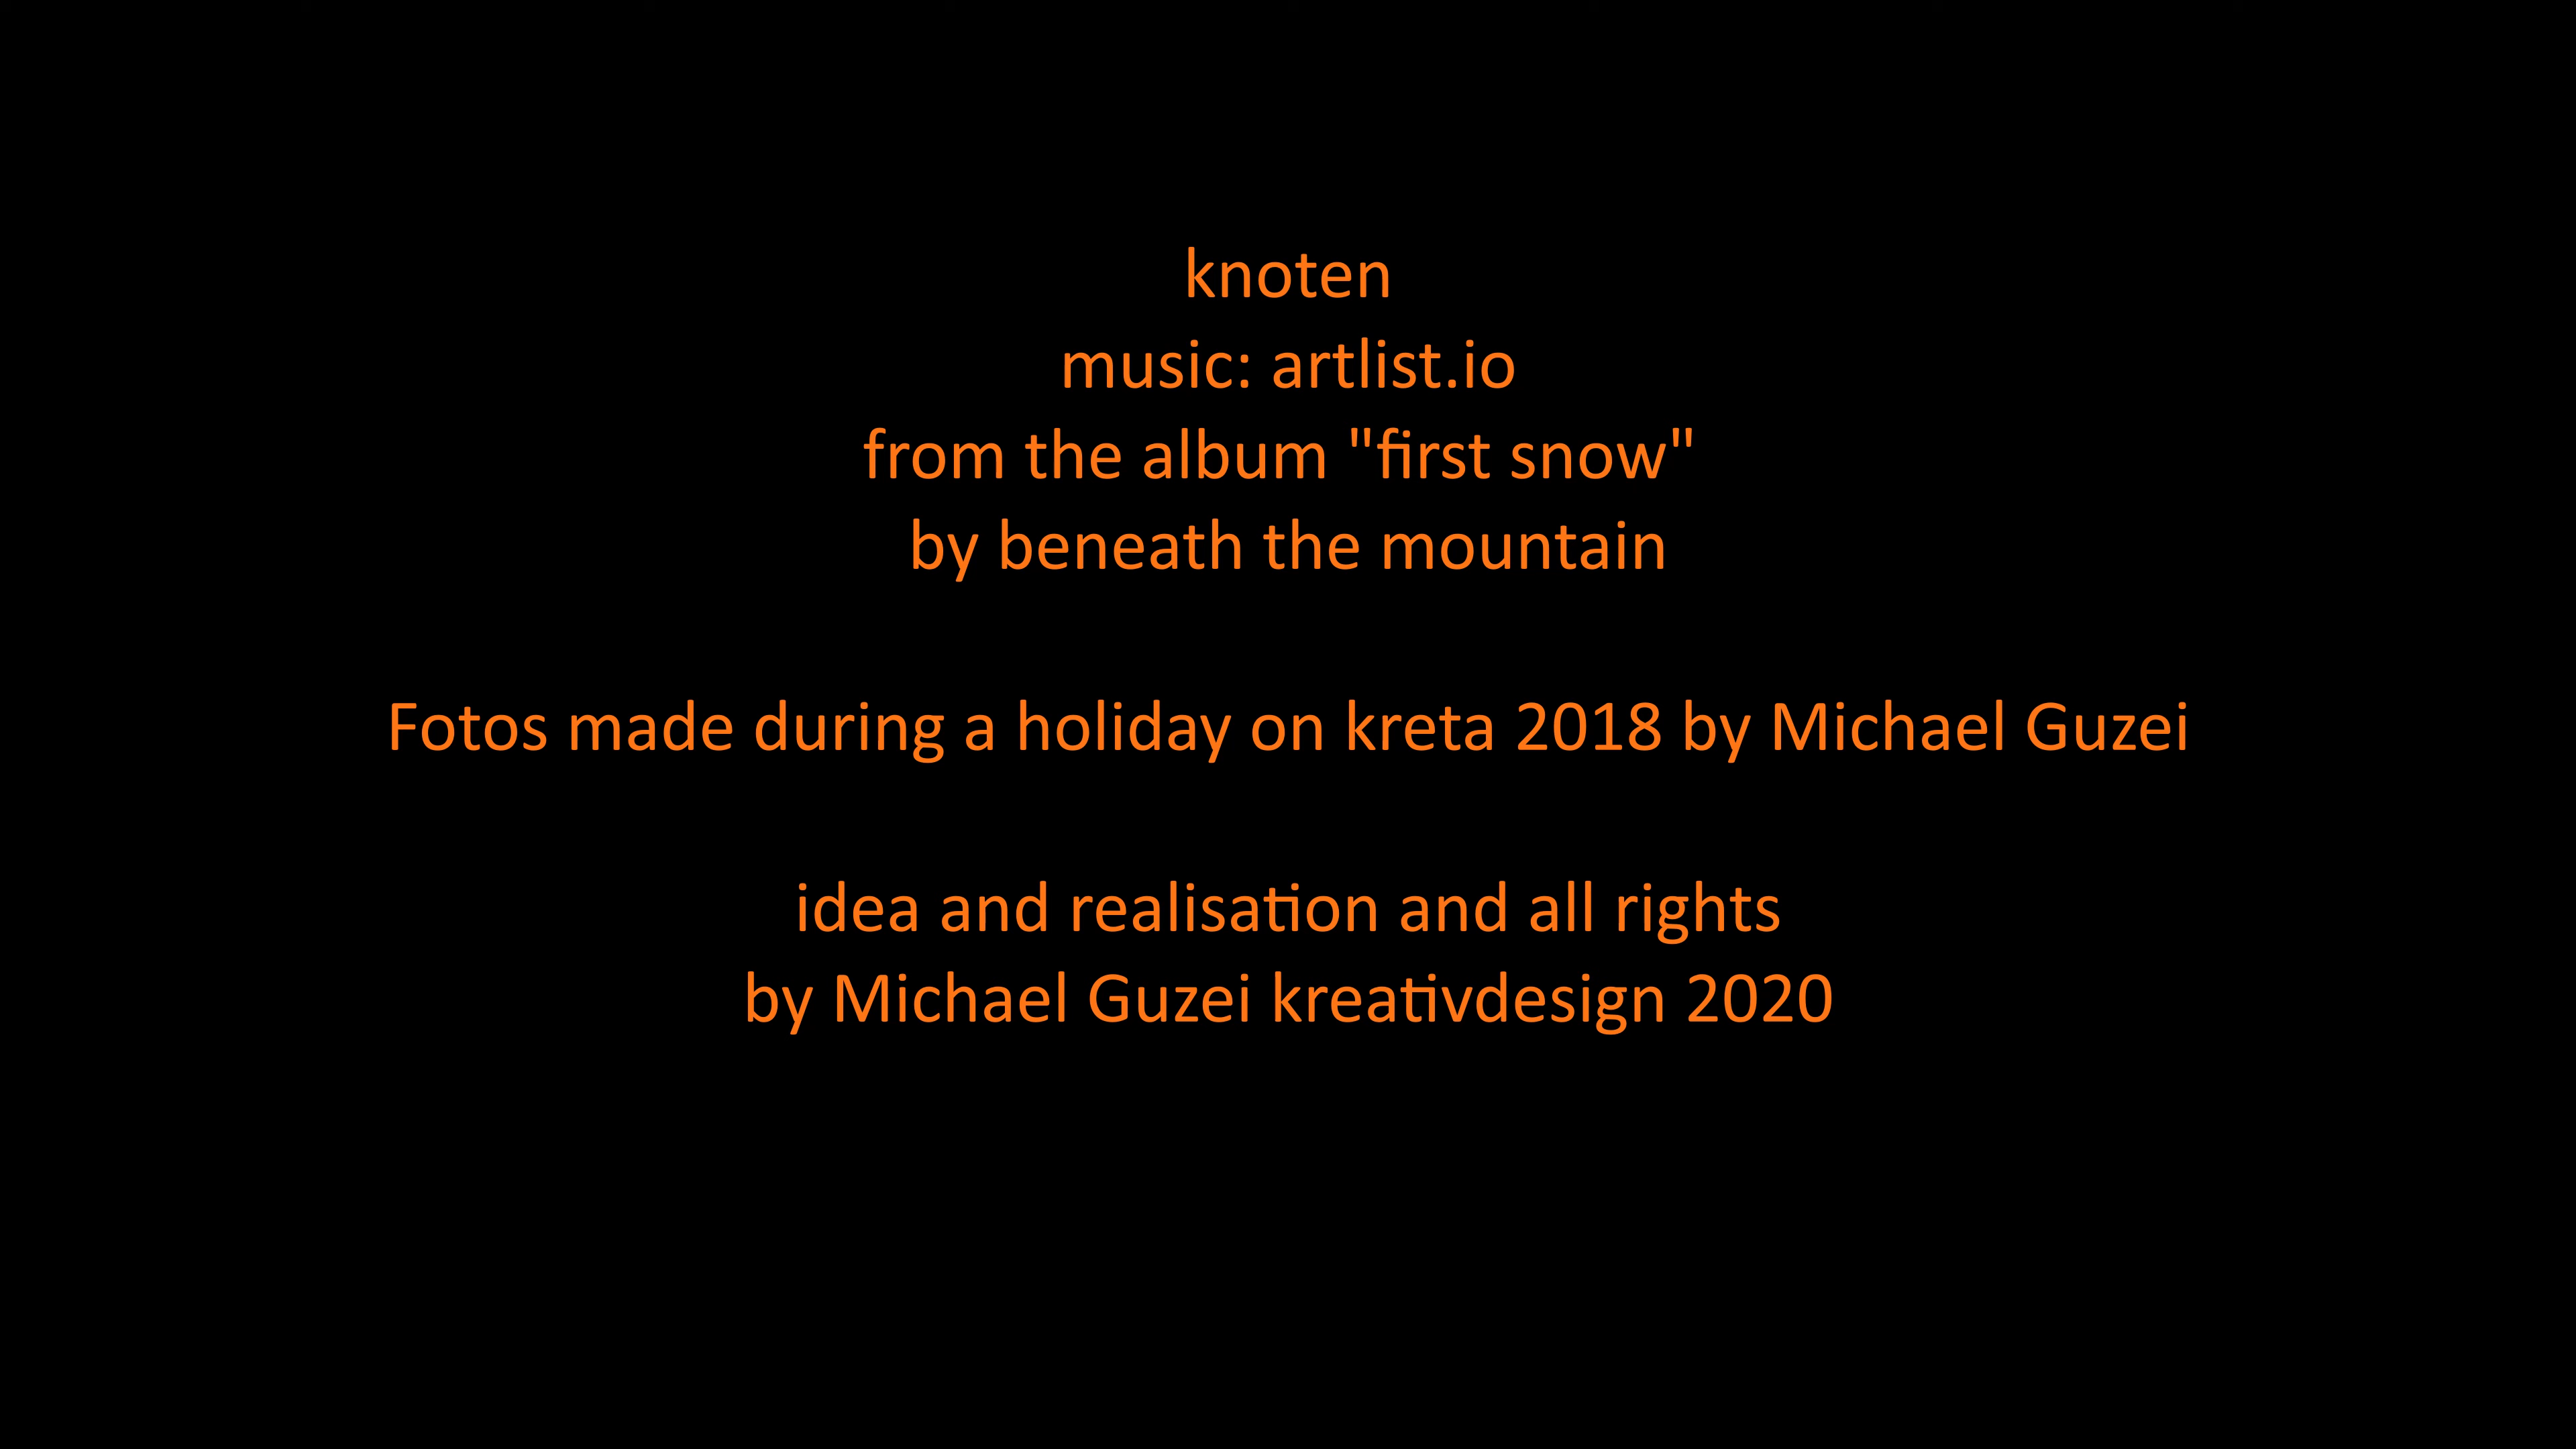 knoten
music: artlist.io
from the album "first snow"
by beneath the mountain
Fotos made during a holiday on kreta 2018 by Michael Guzei
idea and realisation and all rights
by Michael Guzei kreativdesign 2020